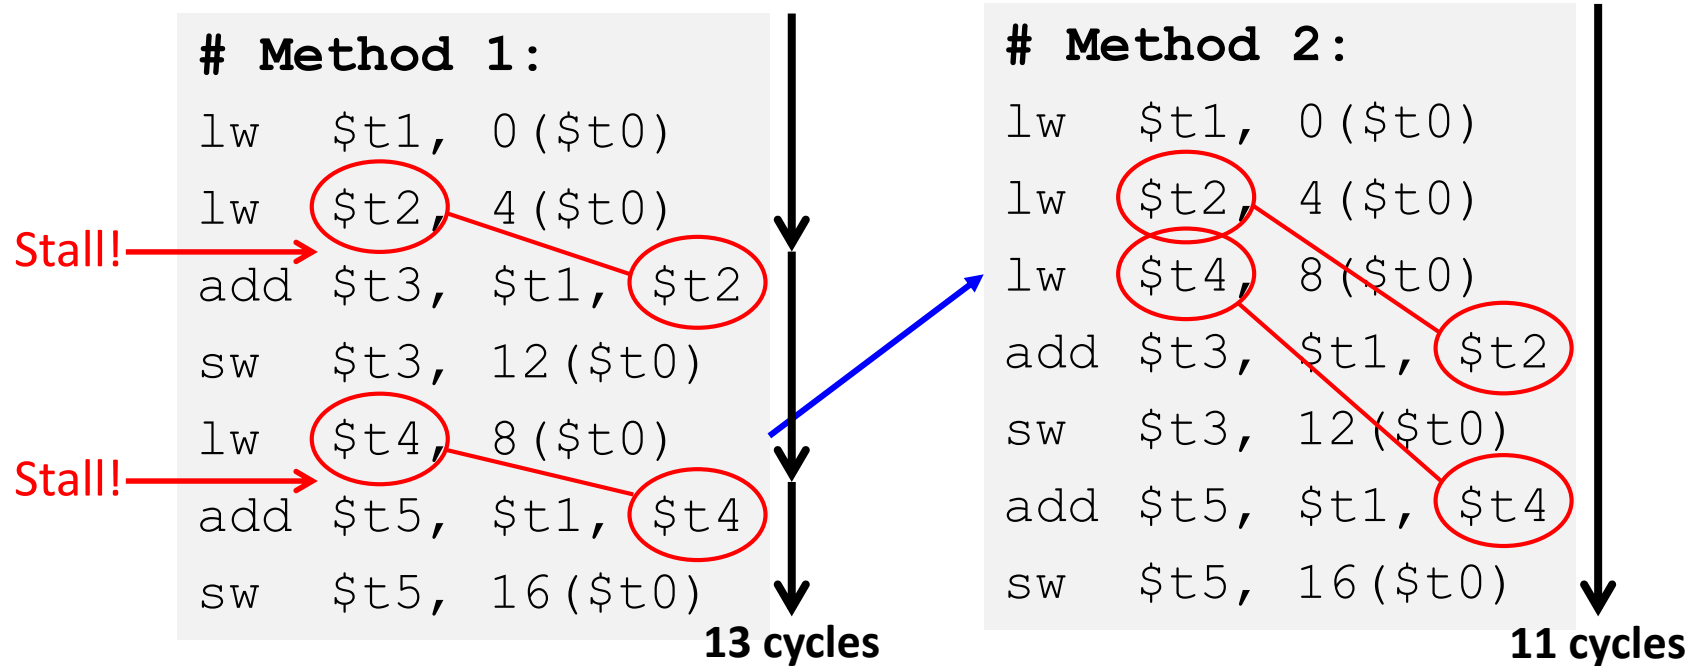 # Method 1:
lw $t1, 0($t0)
lw $t2, 4($t0)
Stall!
add $t3, $t1, $t2
sw $t3, 12($t0)
lw $t4, 8($t0)
Stall!
add $t5, $t1, $t4
sw $t5, 16($t0)
13 cycles
# Method 2:
lw $t1, 0($t0)
lw $t2, 4($t0)
lw $t4, 8($t0)
add $t3, $t1, $t2
sw $t3, 12($t0)
add $t5, $t1, $t4
sw $t5, 16($t0)
11 cycles